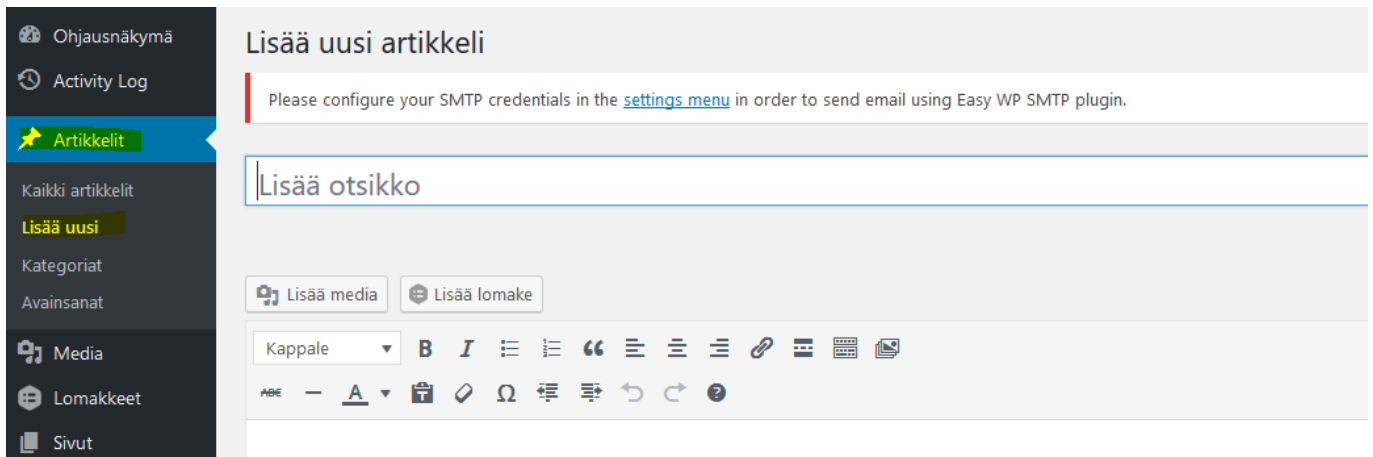 Ohjausnäkymä
Activity Log
Artikkelit
Kaikki artikkelit
Lisää uusi
Kategoriat
Avainsanat
Media
Lomakkeet
Sivut
Lisää uusi artikkeli
Please configure your SMTP credentials in the settings menu in order to send email using Easy WP SMTP plugin.
Lisää otsikko
Lisää media
Lisää lomake
Kappale
B I
ABC A T Ω ?